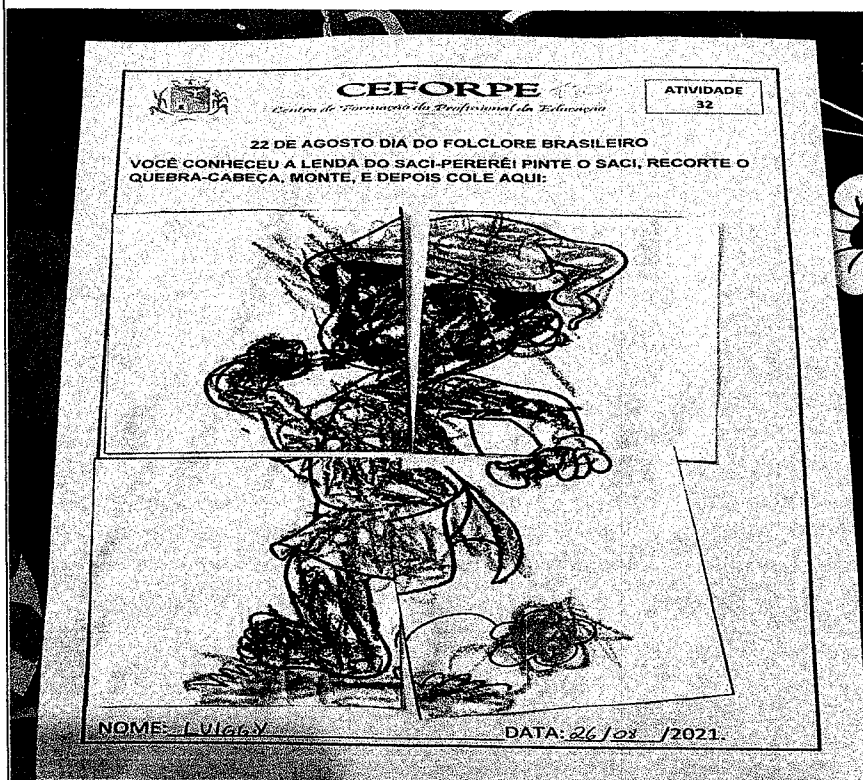 CEFORPE
Centro de Formação do Profissional da Educação
ATIVIDADE
32
22 DE AGOSTO DIA DO FOLCLORE BRASILEIRO
VOCÊ CONHECEU A LENDA DO SACI-PERERÊ! PINTE O SACI, RECORTE O
QUEBRA-CABEÇA, MONTE, E DEPOIS COLE AQUI:
NOME: LUIGGY DATA: 26/08 /2021.